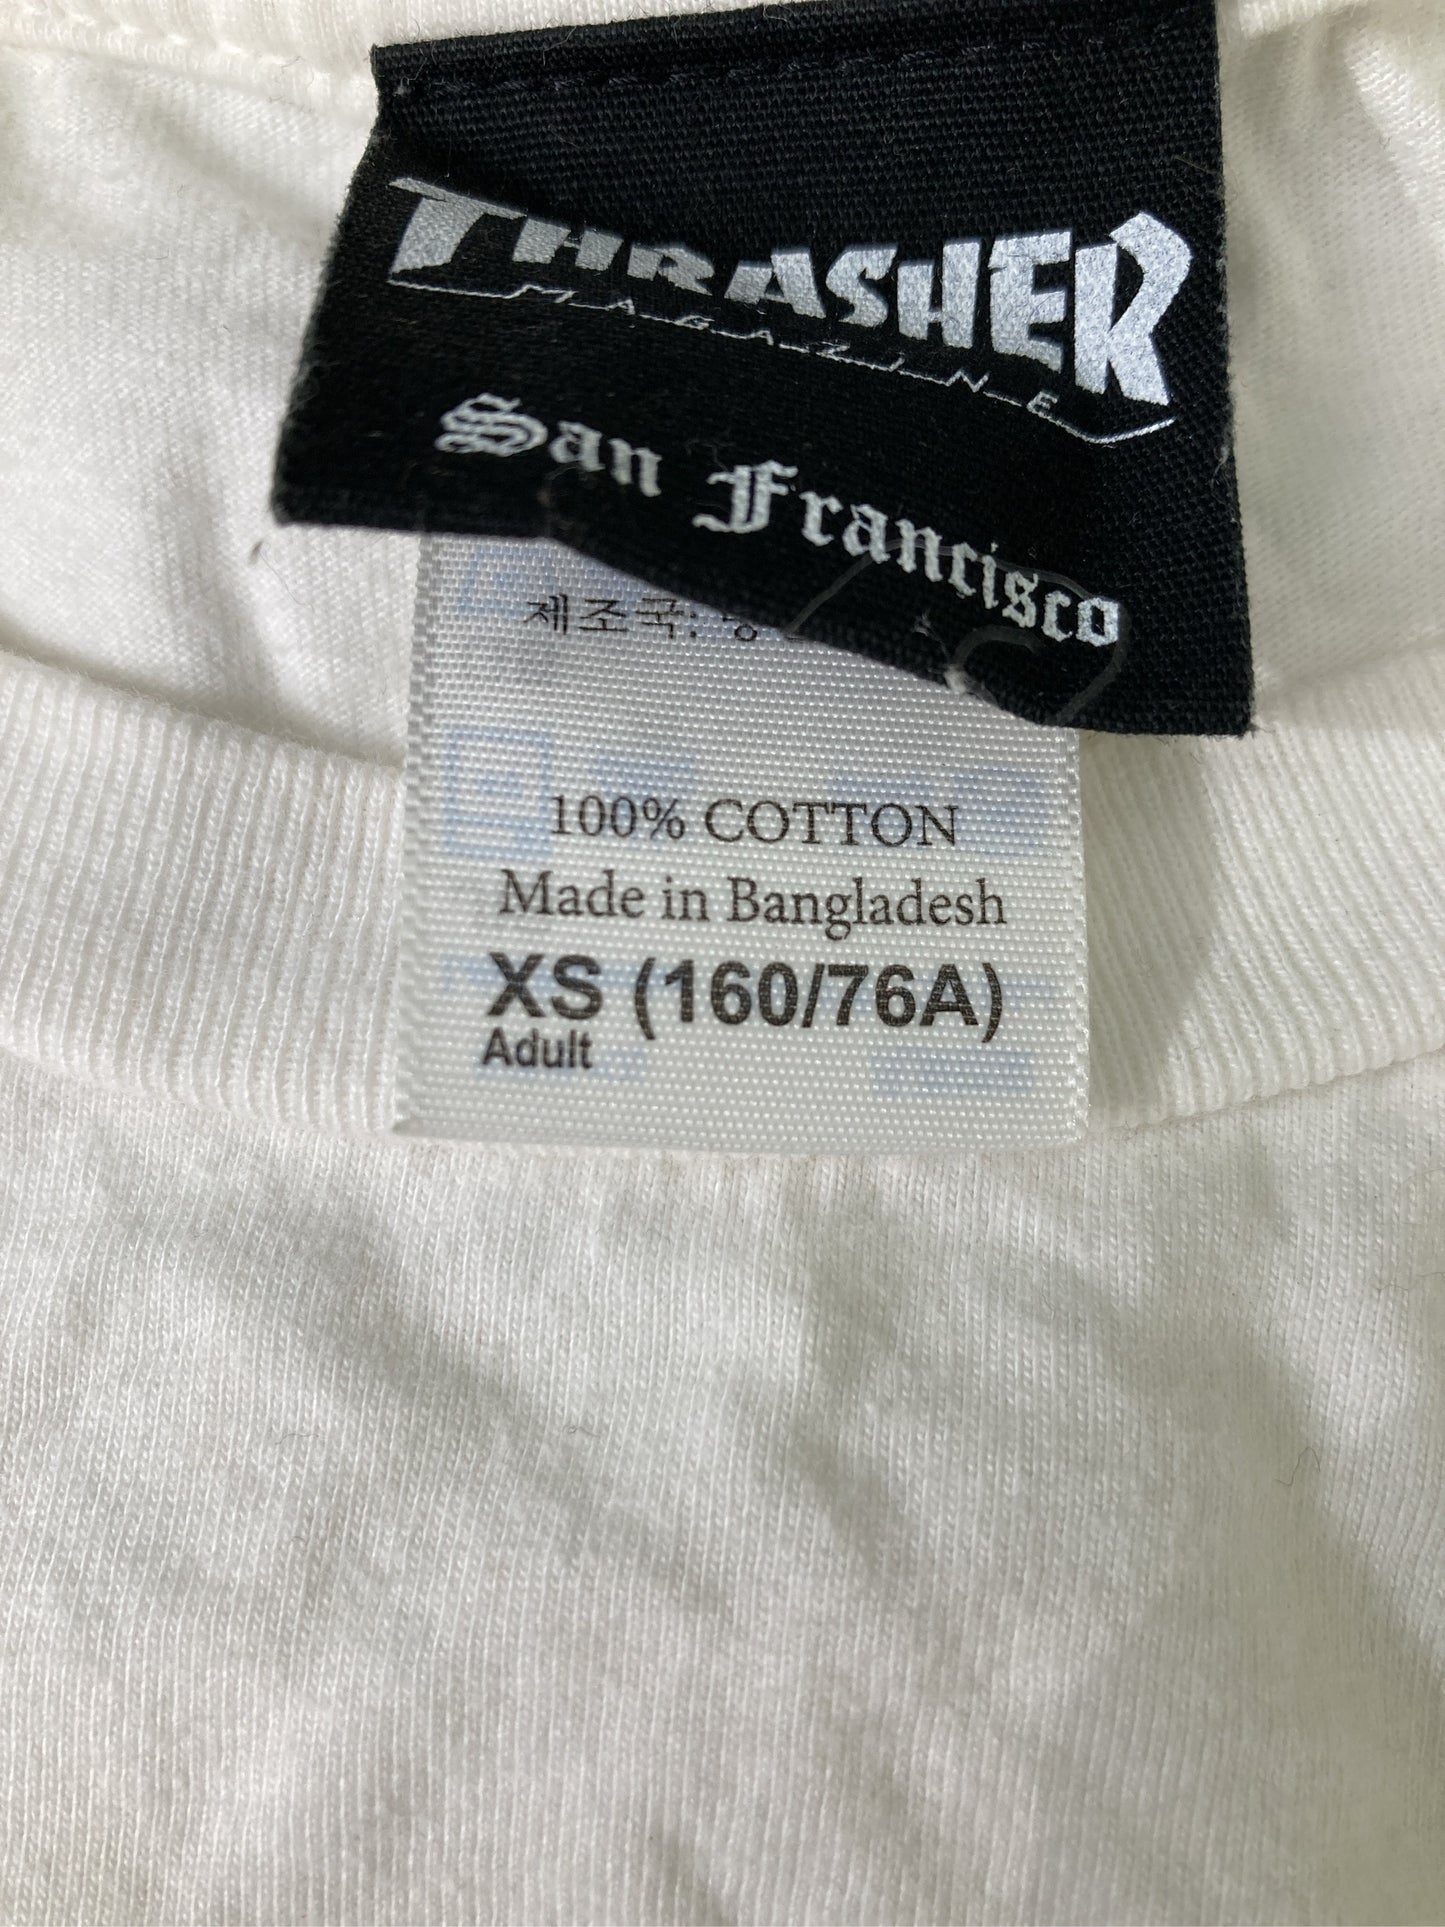 THRASHER
MAGAZINE
San Francisco
제조국:
100% COTTON
Made in Bangladesh
XS (160/76A)
Adult